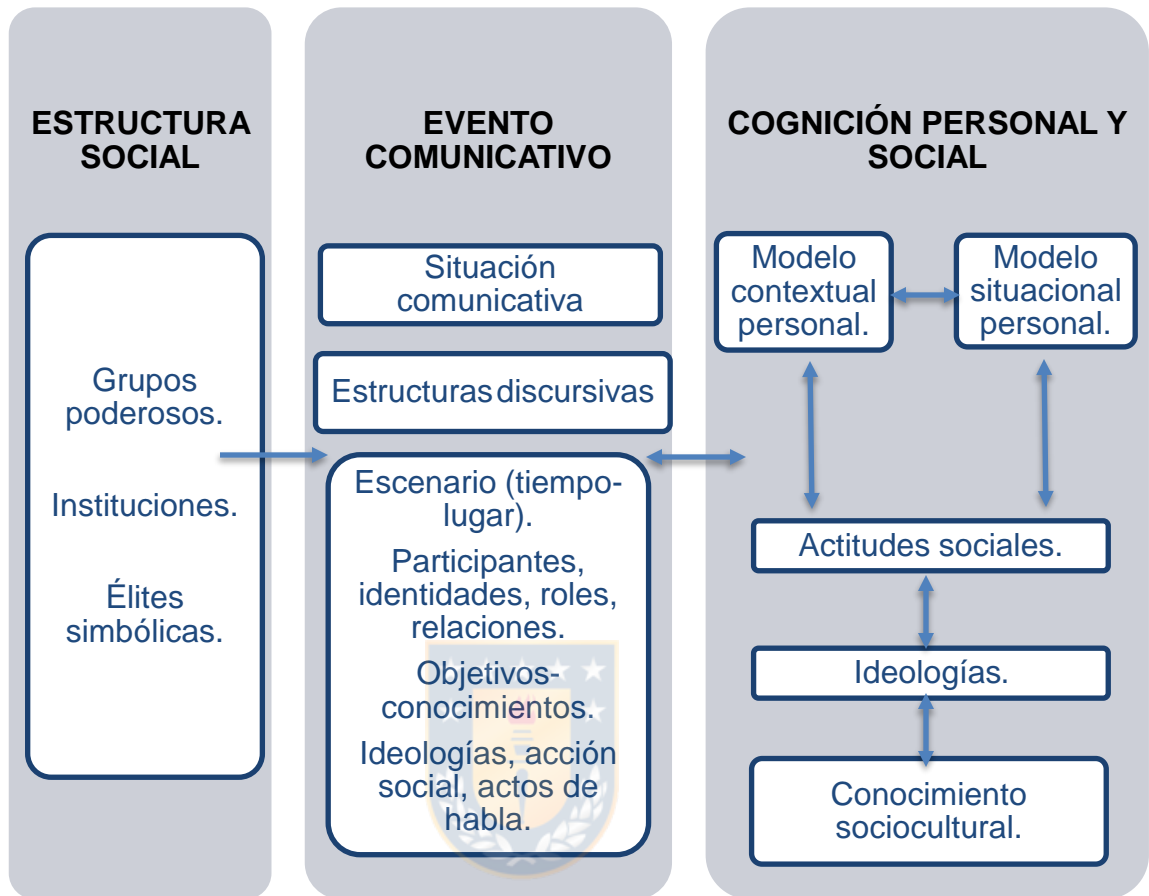 ESTRUCTURA
SOCIAL
Grupos
poderosos.
Instituciones.
Élites
simbólicas.
EVENTO
COMUNICATIVO
Situación
comunicativa
Estructuras discursivas
Escenario (tiempo-
lugar).
Participantes,
identidades, roles,
relaciones.
Objetivos-
conocimientos.
Ideologías, acción
social, actos de
habla.
COGNICIÓN PERSONAL Y
SOCIAL
Modelo
contextual
personal.
Modelo
situacional
personal.
Actitudes sociales.
Ideologías.
Conocimiento
sociocultural.